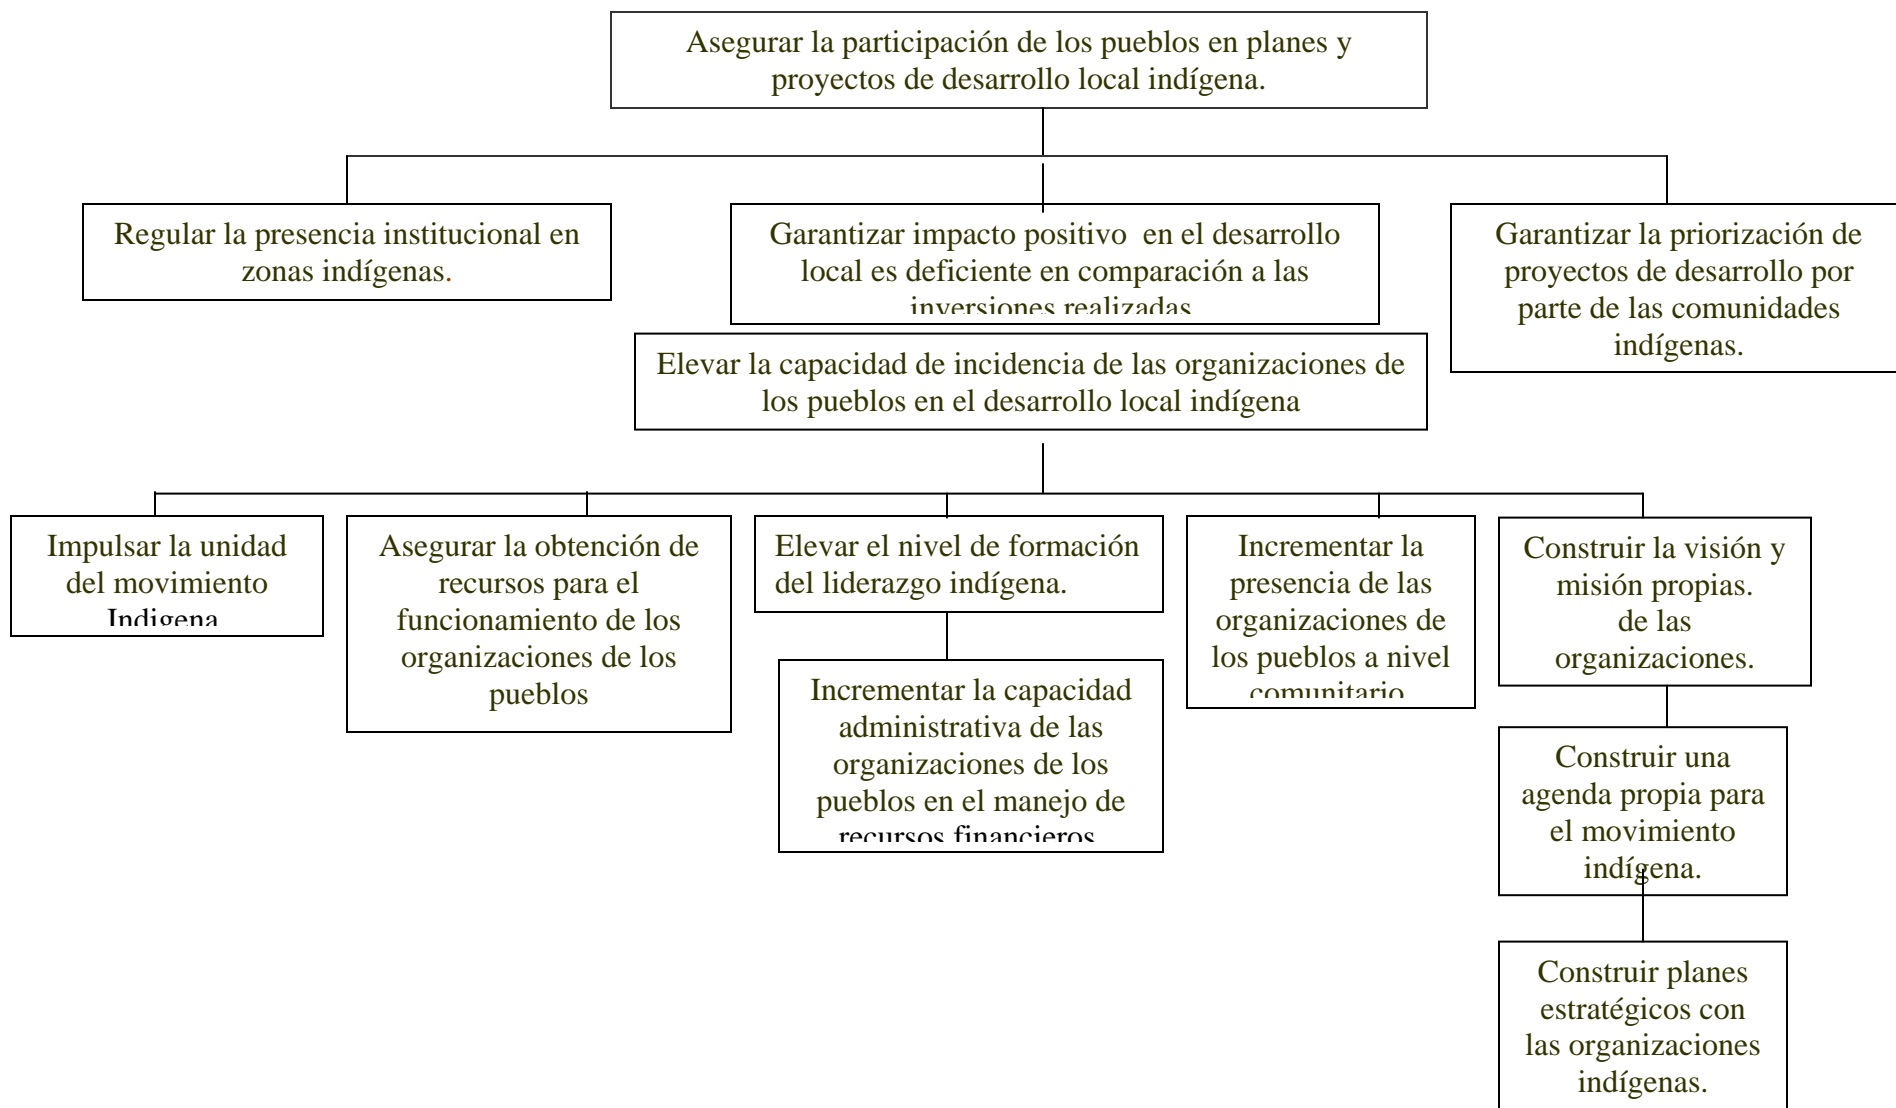 Asegurar la participación de los pueblos en planes y
proyectos de desarrollo local indígena.
Regular la presencia institucional en
zonas indígenas.
Garantizar impacto positivo  en el desarrollo
local es deficiente en comparación a las
inversiones realizadas
Garantizar la priorización de
proyectos de desarrollo por
parte de las comunidades
indígenas.
Elevar la capacidad de incidencia de las organizaciones de
los pueblos en el desarrollo local indígena
Impulsar la unidad
del movimiento
Indigena
Asegurar la obtención de
recursos para el
funcionamiento de los
organizaciones de los
pueblos
Elevar el nivel de formación
del liderazgo indígena.
Incrementar la capacidad
administrativa de las
organizaciones de los
pueblos en el manejo de
recursos financieros
Incrementar la
presencia de las
organizaciones de
los pueblos a nivel
comunitario
Construir la visión y
misión propias.
de las
organizaciones.
Construir una
agenda propia para
el movimiento
indígena.
Construir planes
estratégicos con
las organizaciones
indígenas.